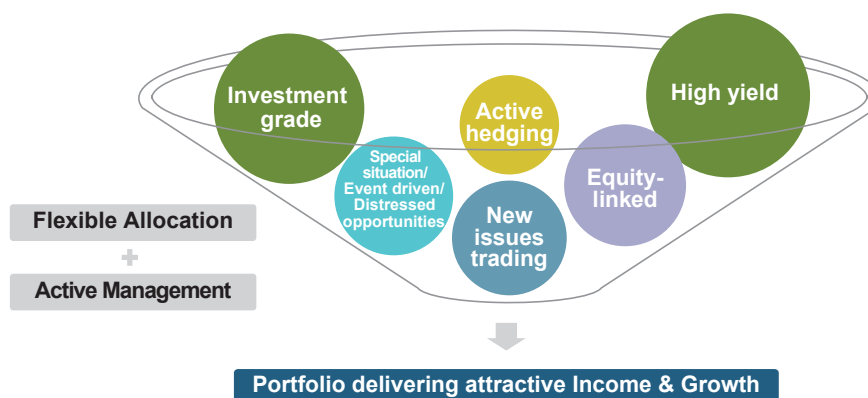 Investment
grade
Active
hedging
High yield
Special
situation/
Event driven/
Distressed
opportunities
Equity-
linked
New
issues
trading
Flexible Allocation
+
Active Management
Portfolio delivering attractive Income & Growth